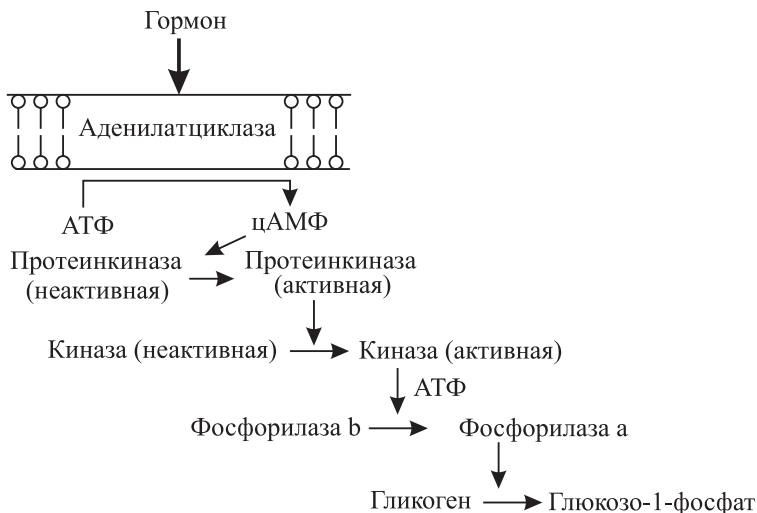 Гормон
Аденилатциклаза
АТФ
цАМФ
Протеинкиназа
(неактивная)
Протеинкиназа
(активная)
Киназа (неактивная)
Киназа (активная)
АТФ
Фосфорилаза b
Фосфорилаза a
Гликоген
Глюкозо-1-фосфат